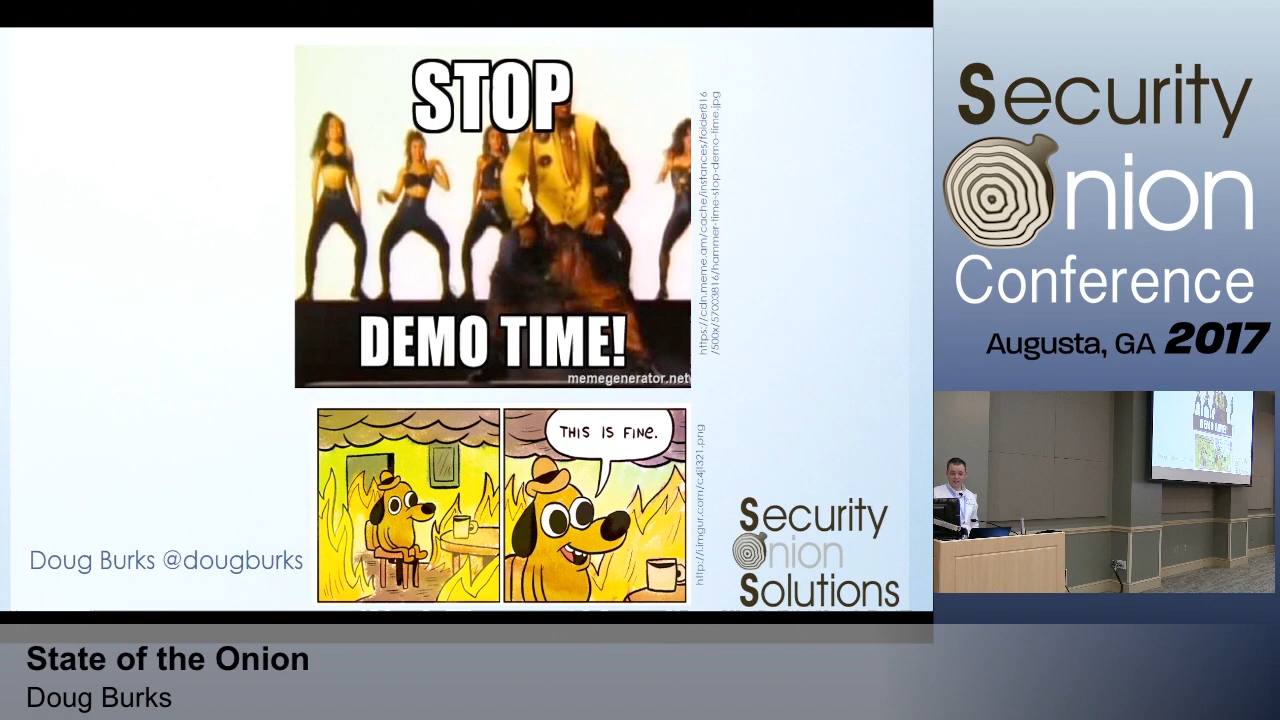 STOP
DEMO TIME!
memegenerator.net
https://cdn.meme.am/cache/instances/folder816
/500x/57003816/hammer-time-stop-demo-time.jpg
THIS IS FINE.
http://i.imgur.com/c4jt321.png
Doug Burks @dougburks
Security
Onion
Solutions
Security
Onion
Conference
Augusta, GA 2017
State of the Onion
Doug Burks